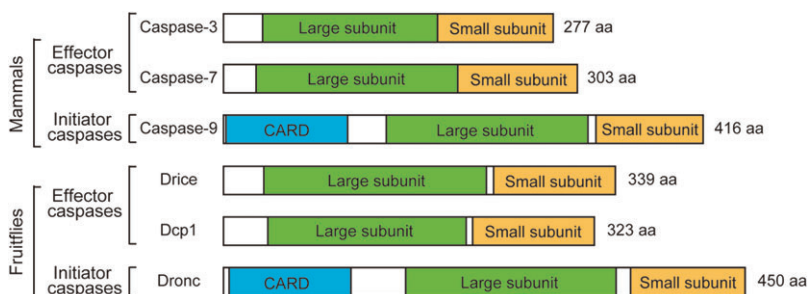 Mammals
Effector
caspases
Caspase-3 Large subunit Small subunit 277 aa
Caspase-7 Large subunit Small subunit 303 aa
Initiator
caspases
Caspase-9 CARD Large subunit Small subunit 416 aa
Fruitflies
Effector
caspases
Drice Large subunit Small subunit 339 aa
Dcp1 Large subunit Small subunit 323 aa
Initiator
caspases
Dronc CARD Large subunit Small subunit 450 aa